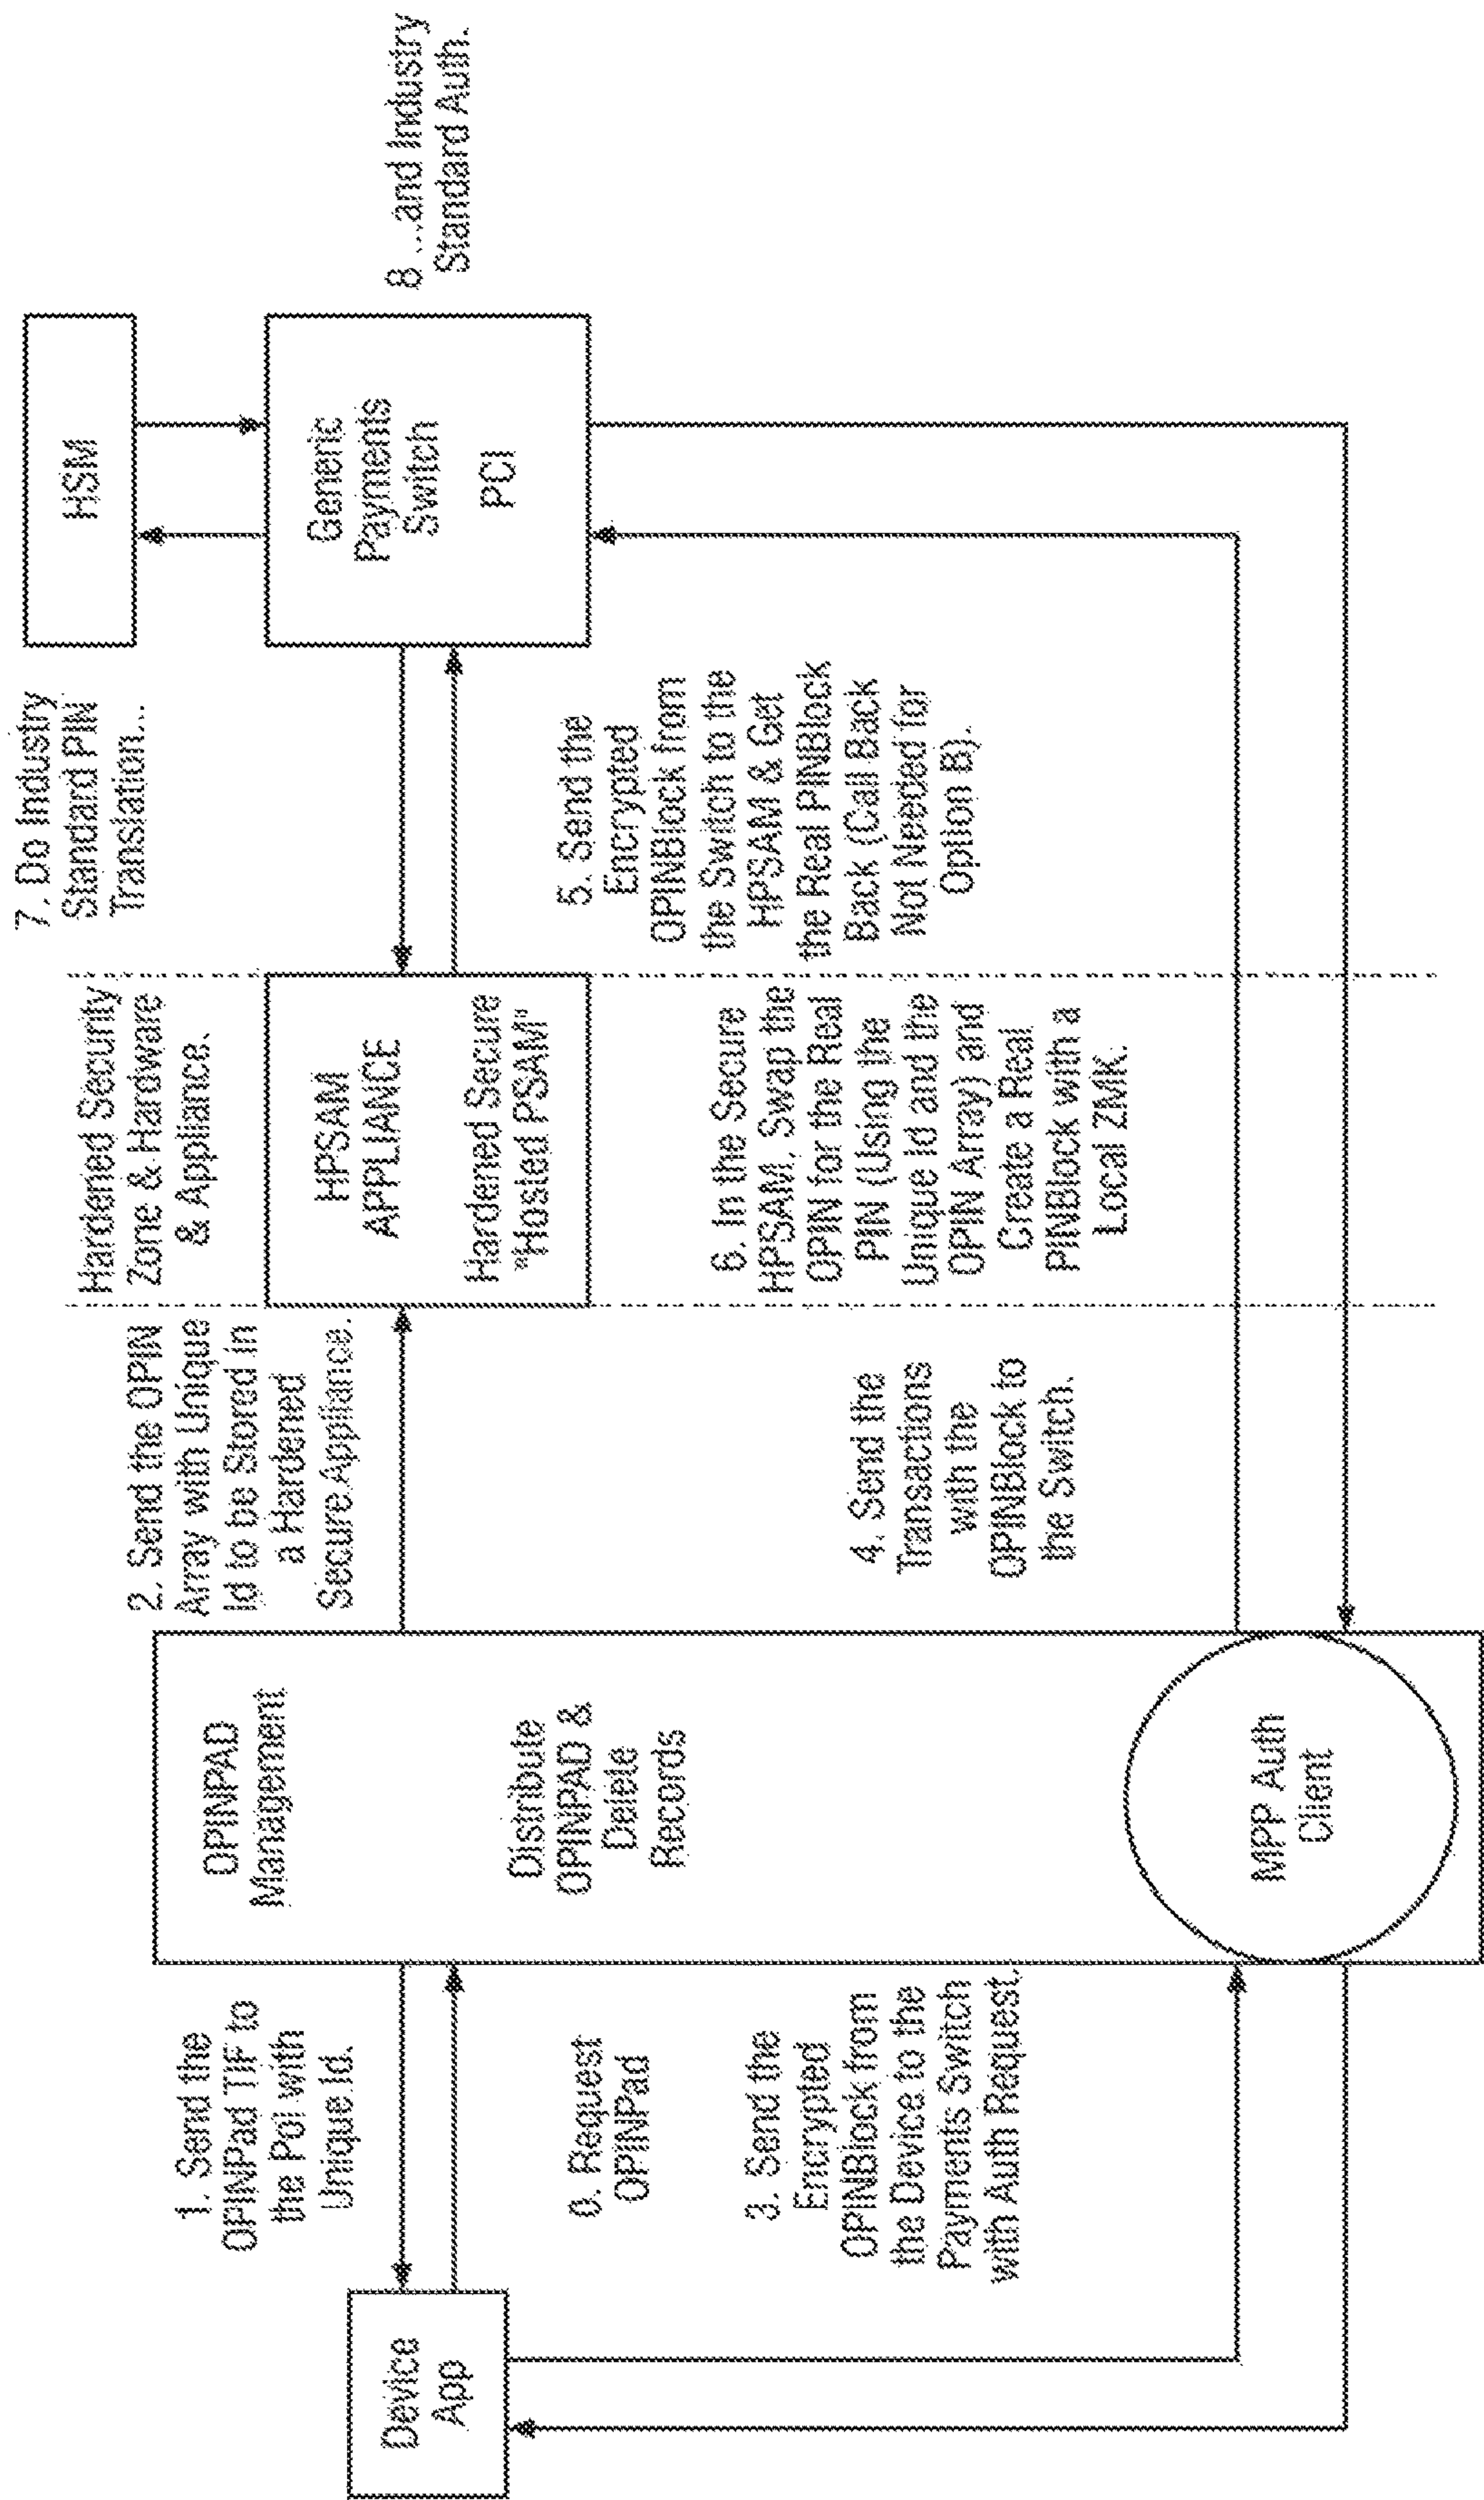 1. Send the
OPINPad TIF to
the PoI with
Unique Id.
2. Send the OPIN
Array with Unique
Id to be Stored in
a Hardened
Secure Appliance.
Hardened Security
Zone & Hardware
& Appliance.
7. Do Industry
Standard PIN
Translation...
HSM
Device
App
OPINPAD
Management
HPSAM
APPLIANCE
Hardened Secure
"Hosted PSAM"
Generic
Payments
Switch
PCI
8 ...and Industry
Standard Auth.
0. Request
OPINPad
Distribute
OPINPAD &
Delete
Records
3. Send the
Encrypted
OPINBlock from
the Device to the
Payments Switch
with Auth Request.
4. Send the
Transactions
with the
OPINBlock to
the Switch.
6. In the Secure
HPSAM, Swap the
OPIN for the Real
PIN (Using the
Unique Id and the
OPIN Array) and
Create a Real
PINBlock with a
Local ZMK.
5. Send the
Encrypted
OPINBlock from
the Switch to the
HPSAM & Get
the Real PINBlock
Back (Call Back
Not Needed for
Option B).
MPP Auth
Client